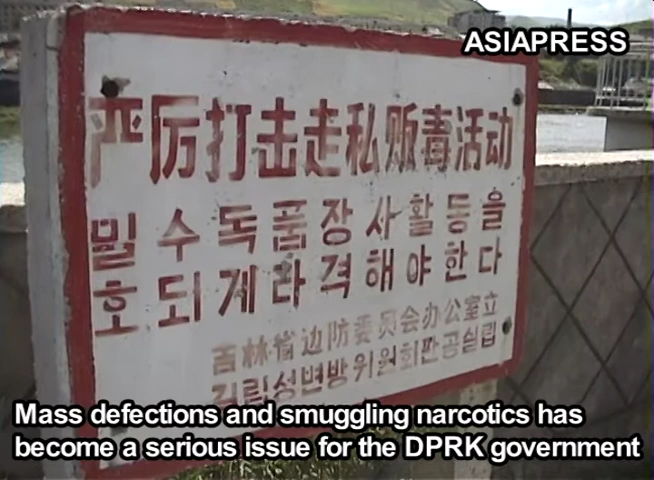 ASIAPRESS
严厉打击走私贩毒活动
밀수독품장사활동을
호되게라격해야한다
吉林省边防委员会办公室立
길림성변방위원회판공실립
Mass defections and smuggling narcotics has
become a serious issue for the DPRK government